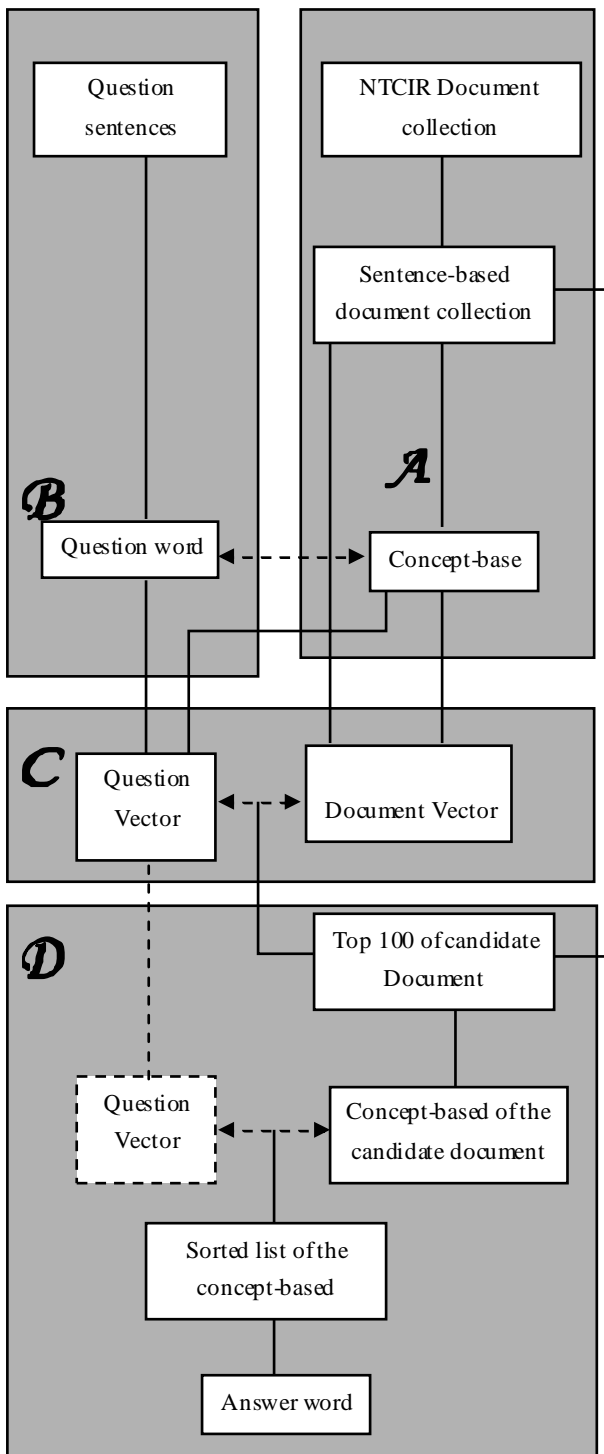 Question
sentences
NTCIR Document
collection
Sentence-based
document collection
A
B
Question word
Concept-base
C
Question
Vector
Document Vector
D
Top 100 of candidate
Document
Question
Vector
Concept-based of the
candidate document
Sorted list of the
concept-based
Answer word